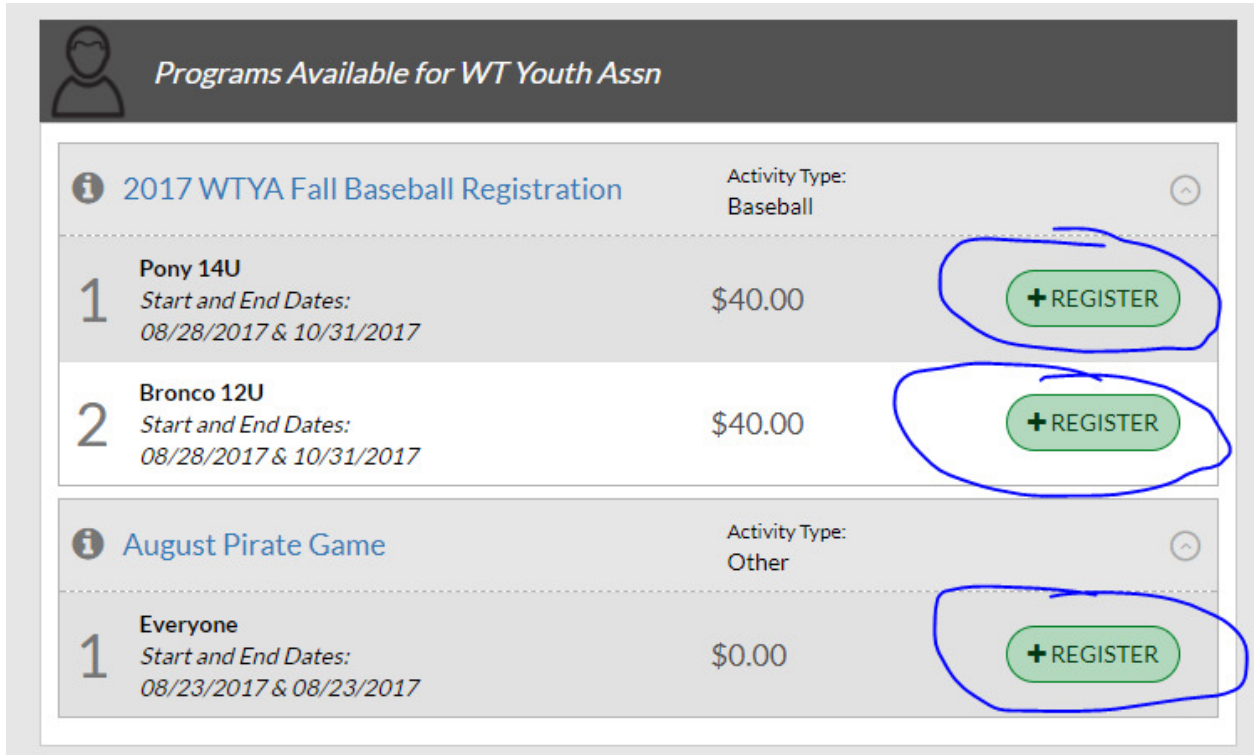 Programs Available for WT Youth Assn
2017 WTYA Fall Baseball Registration
Activity Type:
Baseball
1
Pony 14U
Start and End Dates:
08/28/2017 & 10/31/2017
$40.00
+REGISTER
2
Bronco 12U
Start and End Dates:
08/28/2017 & 10/31/2017
$40.00
+REGISTER
August Pirate Game
Activity Type:
Other
1
Everyone
Start and End Dates:
08/23/2017 & 08/23/2017
$0.00
+REGISTER